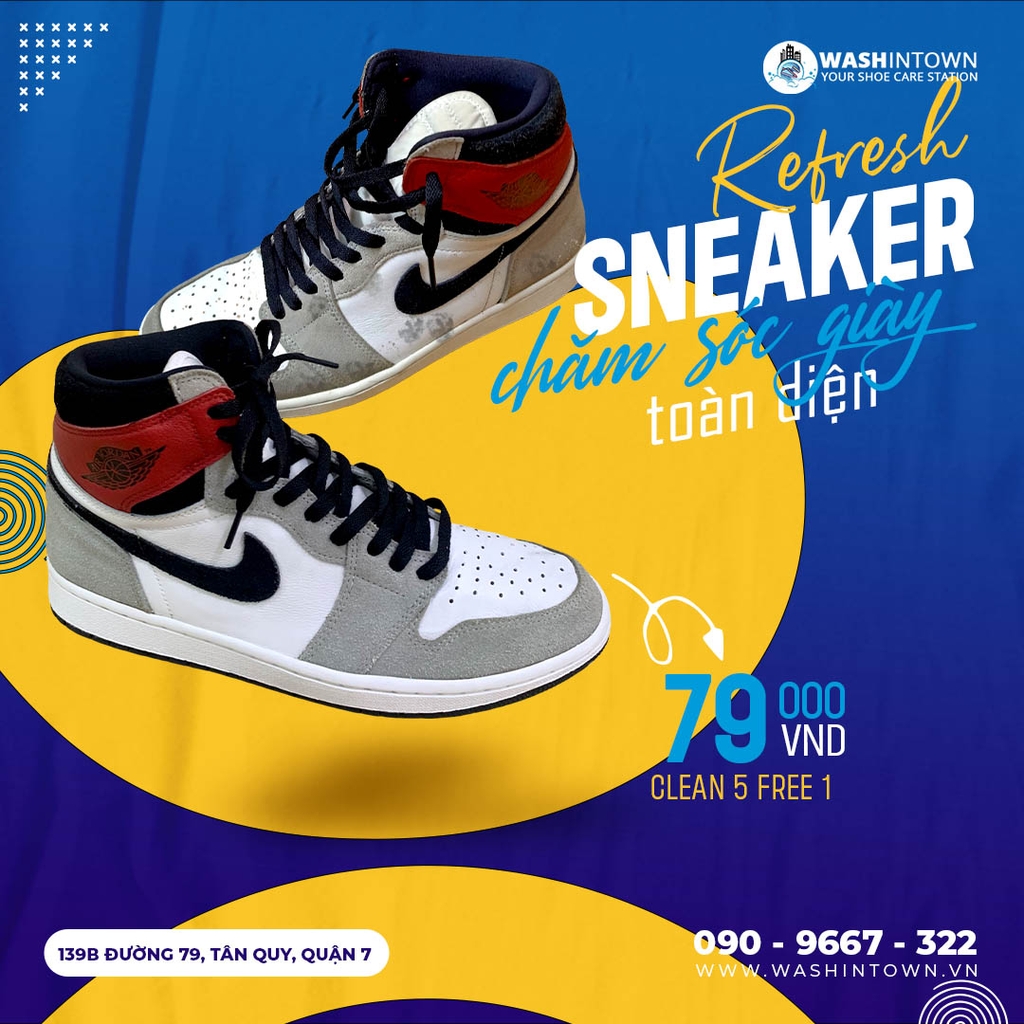 WASHINTOWN
YOUR SHOE CARE STATION
Refresh
SNEAKER
chăm sóc giày
toàn diện
79 000
VND
CLEAN 5 FREE 1
139B ĐƯỜNG 79, TÂN QUY, QUẬN 7
090 - 9667 - 322
WWW.WASHINTOWN.VN